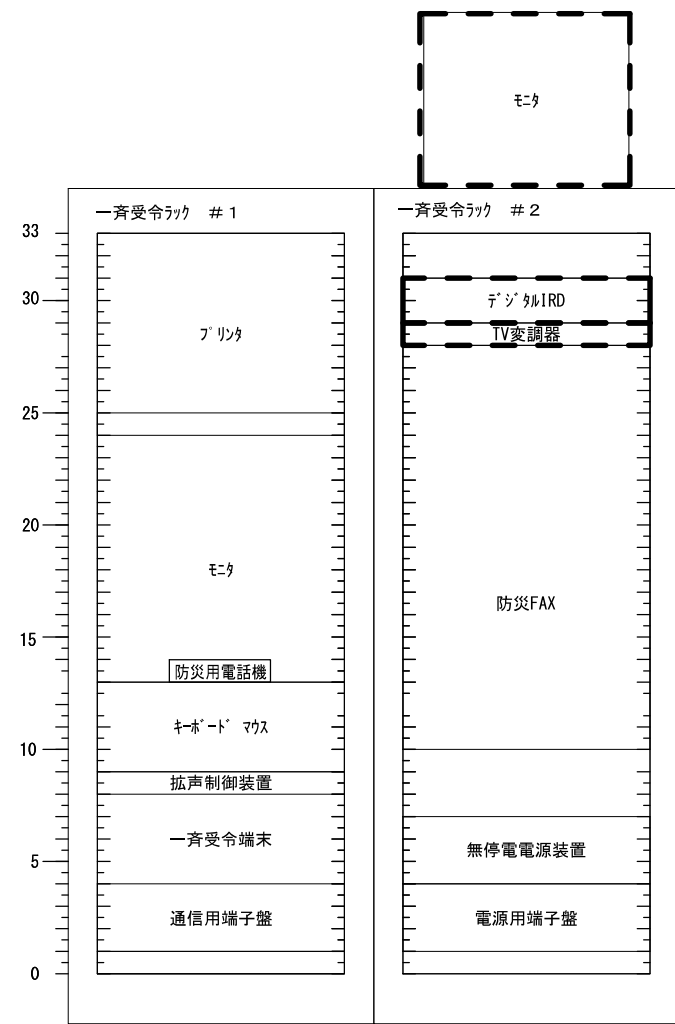 ﾓﾆﾀ
一斉受令ﾗｯｸ　＃１
一斉受令ﾗｯｸ　＃２
33
30
25
20
15
10
5
0
ﾌﾟﾘﾝﾀ
ﾓﾆﾀ
防災用電話機
ｷｰﾎﾞｰﾄﾞ ﾏｳｽ
拡声制御装置
一斉受令端末
通信用端子盤
ﾃﾞｼﾞﾀﾙIRD
TV変調器
防災FAX
無停電電源装置
電源用端子盤